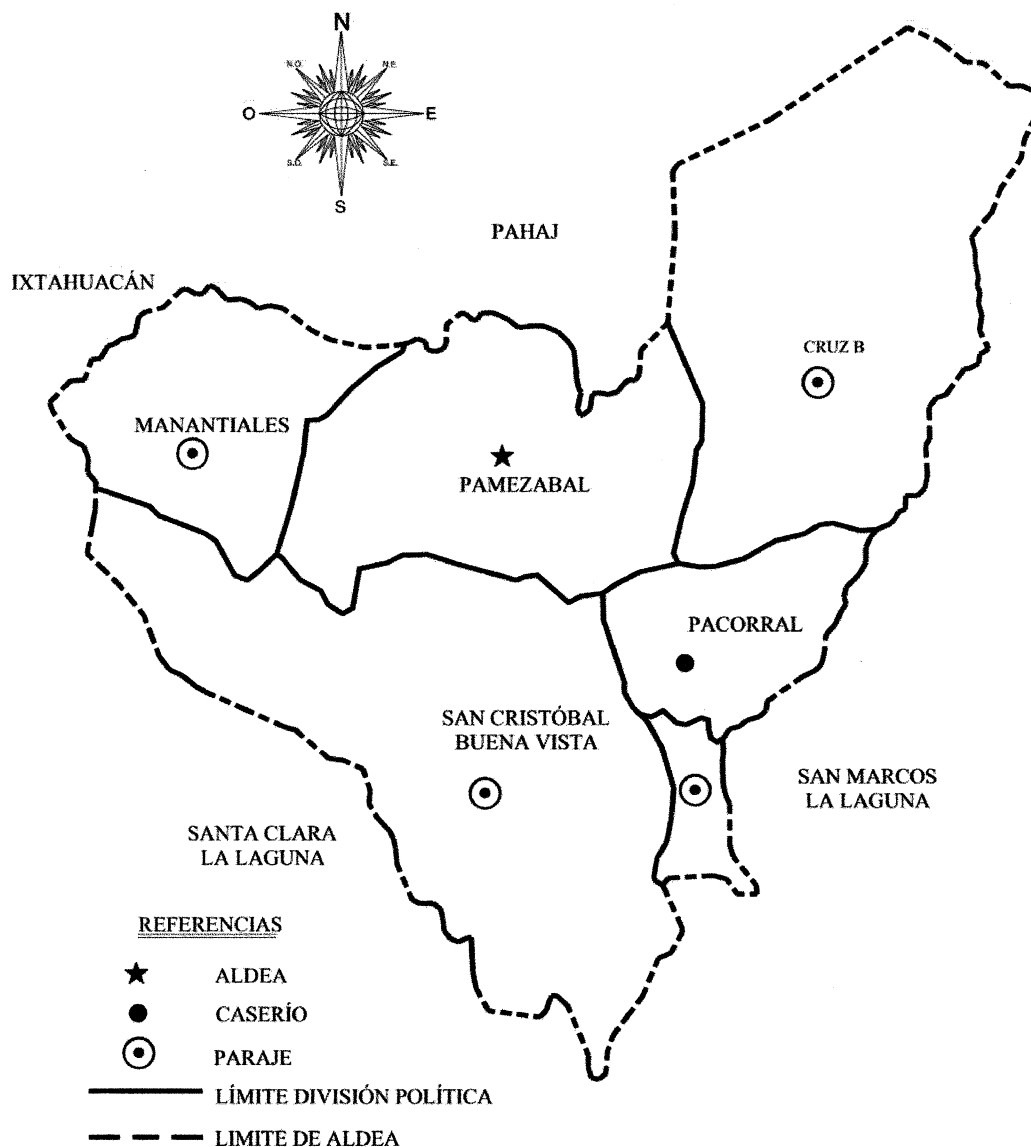 N
N.O.
N.E.
O
E
S.O.
S.E.
S
PAHAJ
IXTAHUACÁN
CRUZ B
MANANTIALES
PAMEZABAL
PACORRAL
SAN CRISTÓBAL
BUENA VISTA
SAN MARCOS
LA LAGUNA
SANTA CLARA
LA LAGUNA
REFERENCIAS
ALDEA
CASERÍO
PARAJE
LÍMITE DIVISIÓN POLÍTICA
LIMITE DE ALDEA